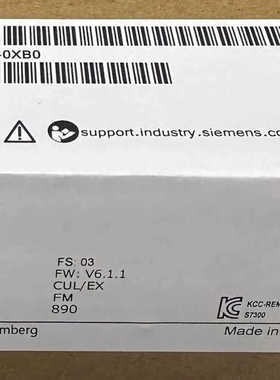 -0XB0
support.industry.siemens.co
FS: 03
FW: V6.1.1
CUL/EX
FM
890
KCC-REM
S7300
mberg
Made in